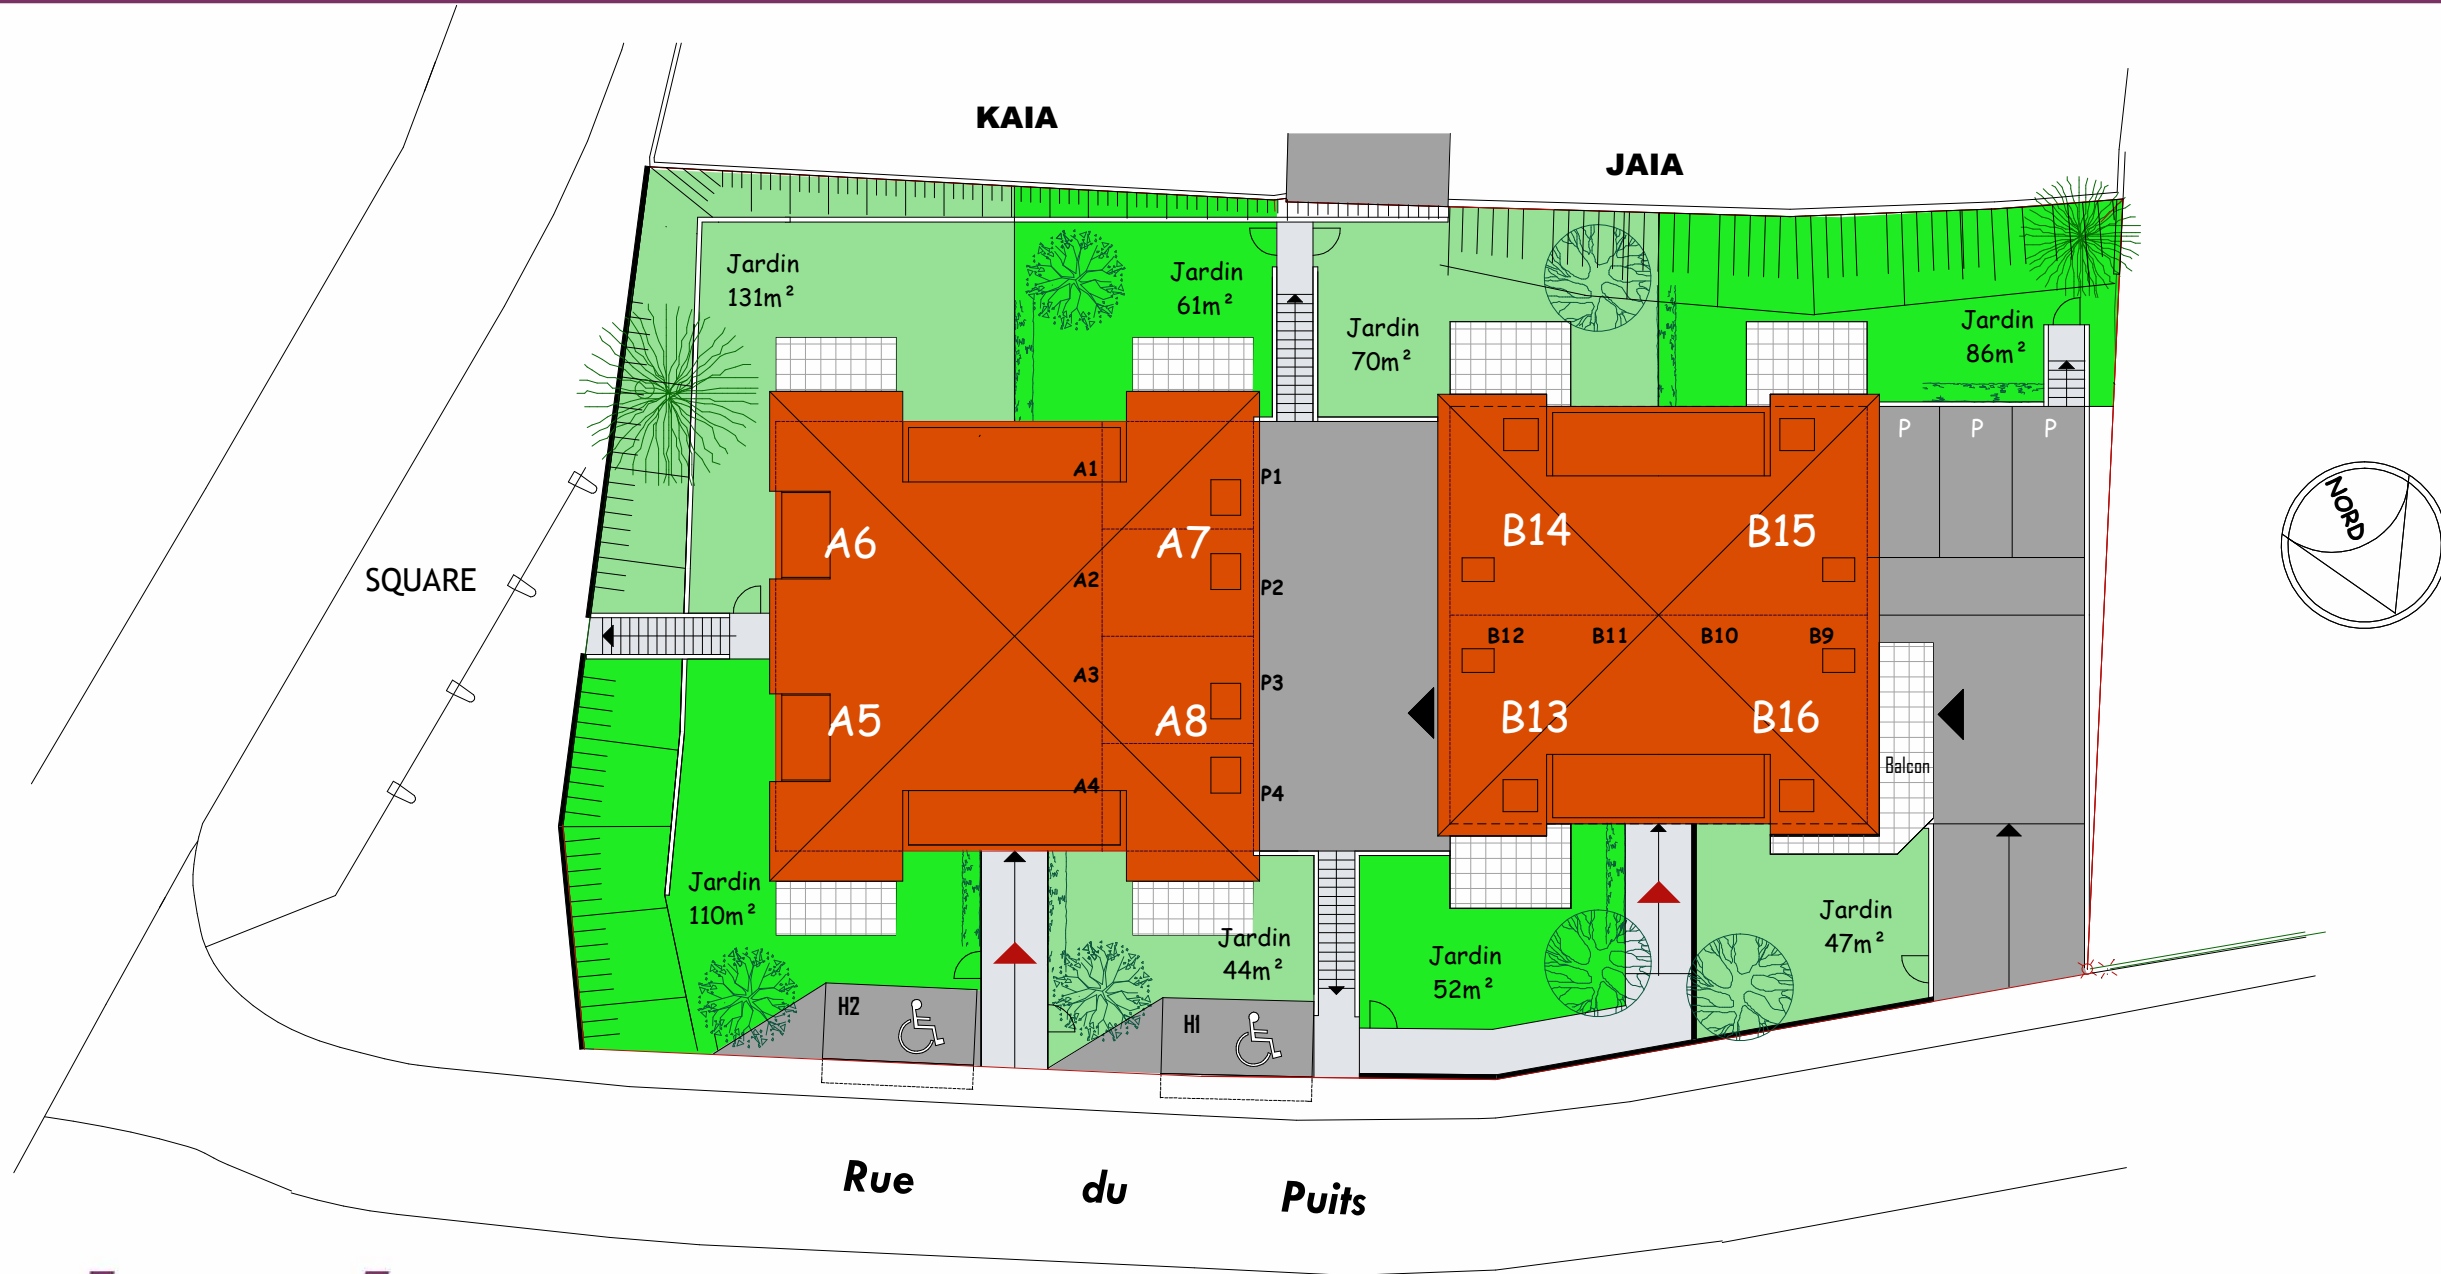 KAIA
JAIA
Jardin
131m²
Jardin
61m²
Jardin
70m²
Jardin
86m²
P P P
A1
P1
A6
A7
B14
B15
NORD
SQUARE
A2
P2
B12
B11
B10
B9
A3
P3
A5
A8
B13
B16
Balcon
A4
P4
Jardin
110m²
Jardin
44m²
Jardin
52m²
Jardin
47m²
H2
H1
Rue du Puits